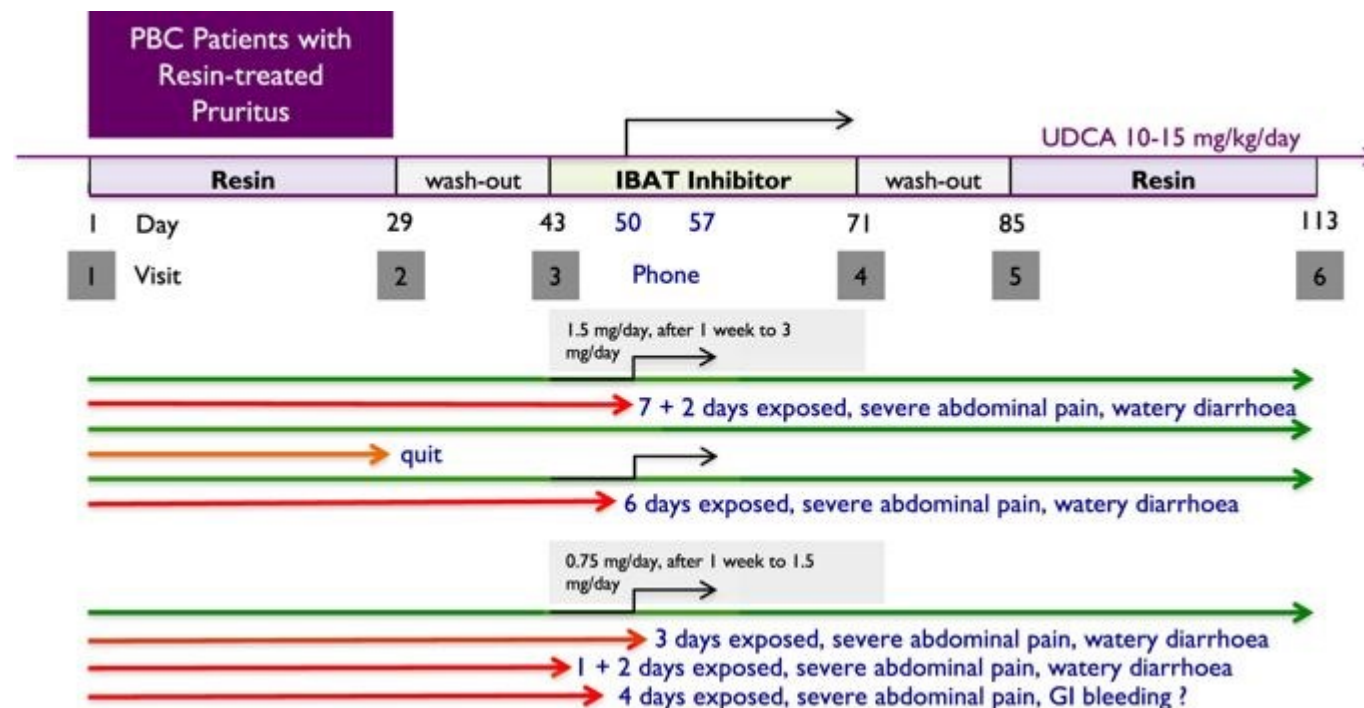 PBC Patients with
Resin-treated
Pruritus
UDCA 10-15 mg/kg/day
Resin wash-out IBAT Inhibitor wash-out Resin
1 Day 29 43 50 57 71 85 113
1 Visit 2 3 Phone 4 5 6
1.5 mg/day, after 1 week to 3
mg/day
7 + 2 days exposed, severe abdominal pain, watery diarrhoea
quit
6 days exposed, severe abdominal pain, watery diarrhoea
0.75 mg/day, after 1 week to 1.5
mg/day
3 days exposed, severe abdominal pain, watery diarrhoea
1 + 2 days exposed, severe abdominal pain, watery diarrhoea
4 days exposed, severe abdominal pain, GI bleeding ?